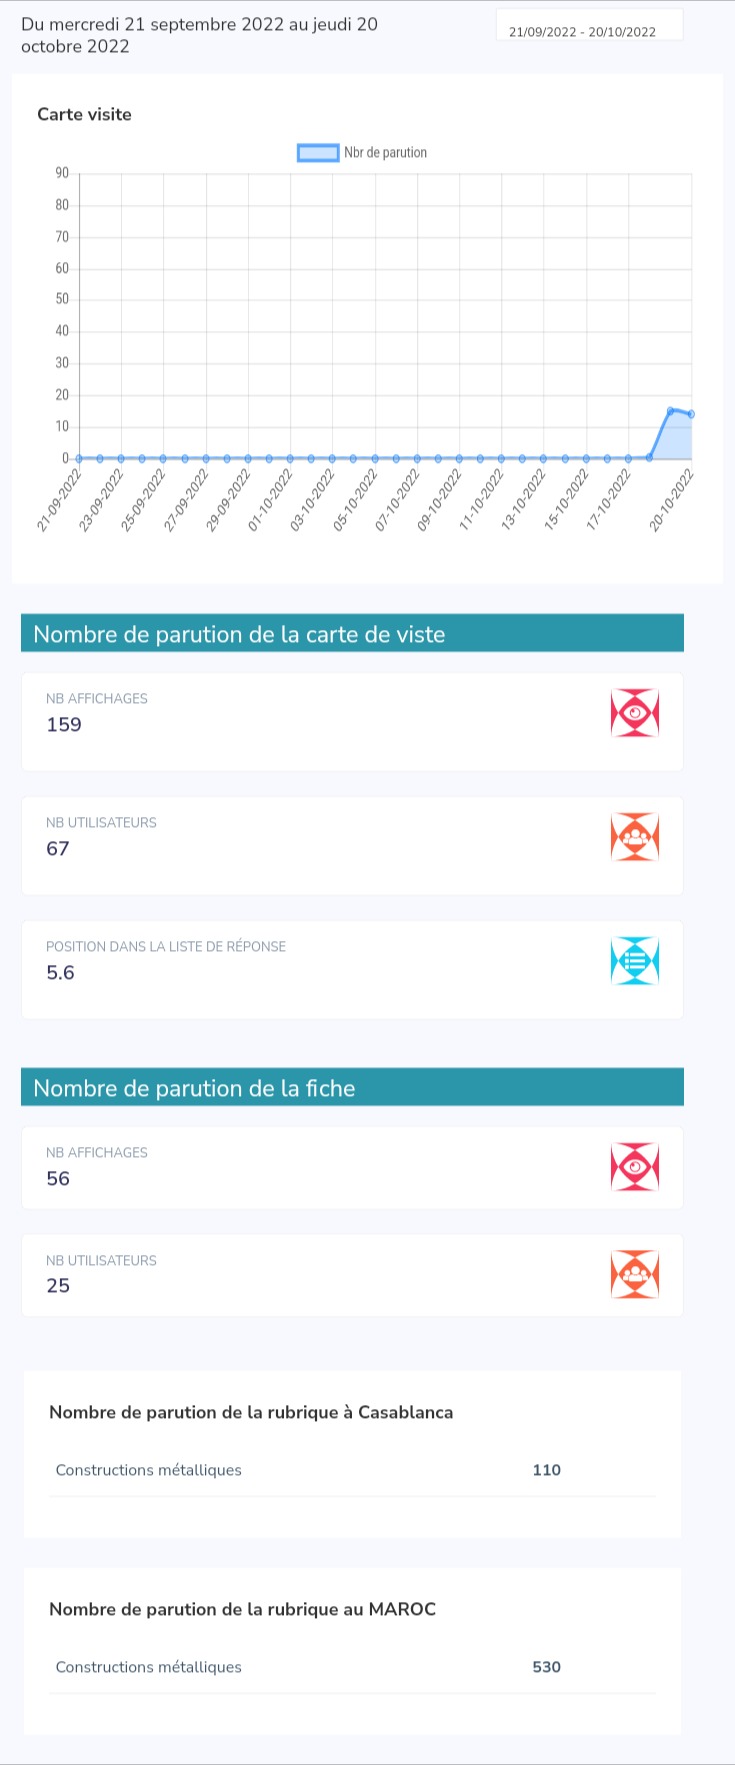 Du mercredi 21 septembre 2022 au jeudi 20
octobre 2022
21/09/2022 - 20/10/2022
Carte visite
Nbr de parution
90
80
70
60
50
40
30
20
10
0
21-09-2022
23-09-2022
25-09-2022
27-09-2022
29-09-2022
01-10-2022
03-10-2022
05-10-2022
07-10-2022
09-10-2022
11-10-2022
13-10-2022
15-10-2022
17-10-2022
20-10-2022
Nombre de parution de la carte de viste
NB AFFICHAGES
159
NB UTILISATEURS
67
POSITION DANS LA LISTE DE RÉPONSE
5.6
Nombre de parution de la fiche
NB AFFICHAGES
56
NB UTILISATEURS
25
Nombre de parution de la rubrique à Casablanca
Constructions métalliques 110
Nombre de parution de la rubrique au MAROC
Constructions métalliques 530